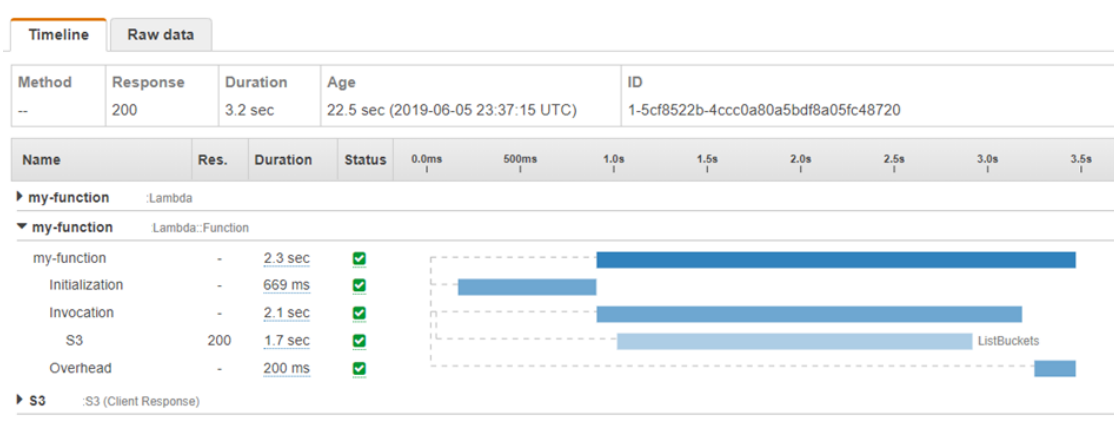 Timeline Raw data
Method Response Duration Age ID
-- 200 3.2 sec 22.5 sec (2019-06-05 23:37:15 UTC) 1-5cf8522b-4ccc0a80a5bdf8a05fc48720
Name Res. Duration Status 0.0ms 500ms 1.0s 1.5s 2.0s 2.5s 3.0s 3.5s
my-function :Lambda
my-function :Lambda::Function
my-function - 2.3 sec
Initialization - 669 ms
Invocation - 2.1 sec
S3 200 1.7 sec ListBuckets
Overhead - 200 ms
S3 :S3 (Client Response)